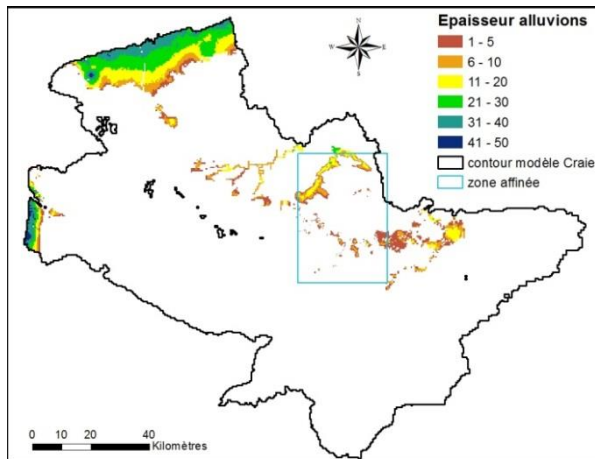 Epaisseur alluvions
1 - 5
6 - 10
11 - 20
21 - 30
31 - 40
41 - 50
contour modèle Craie
zone affinée
N
W
E
S
0 10 20 40
Kilomètres